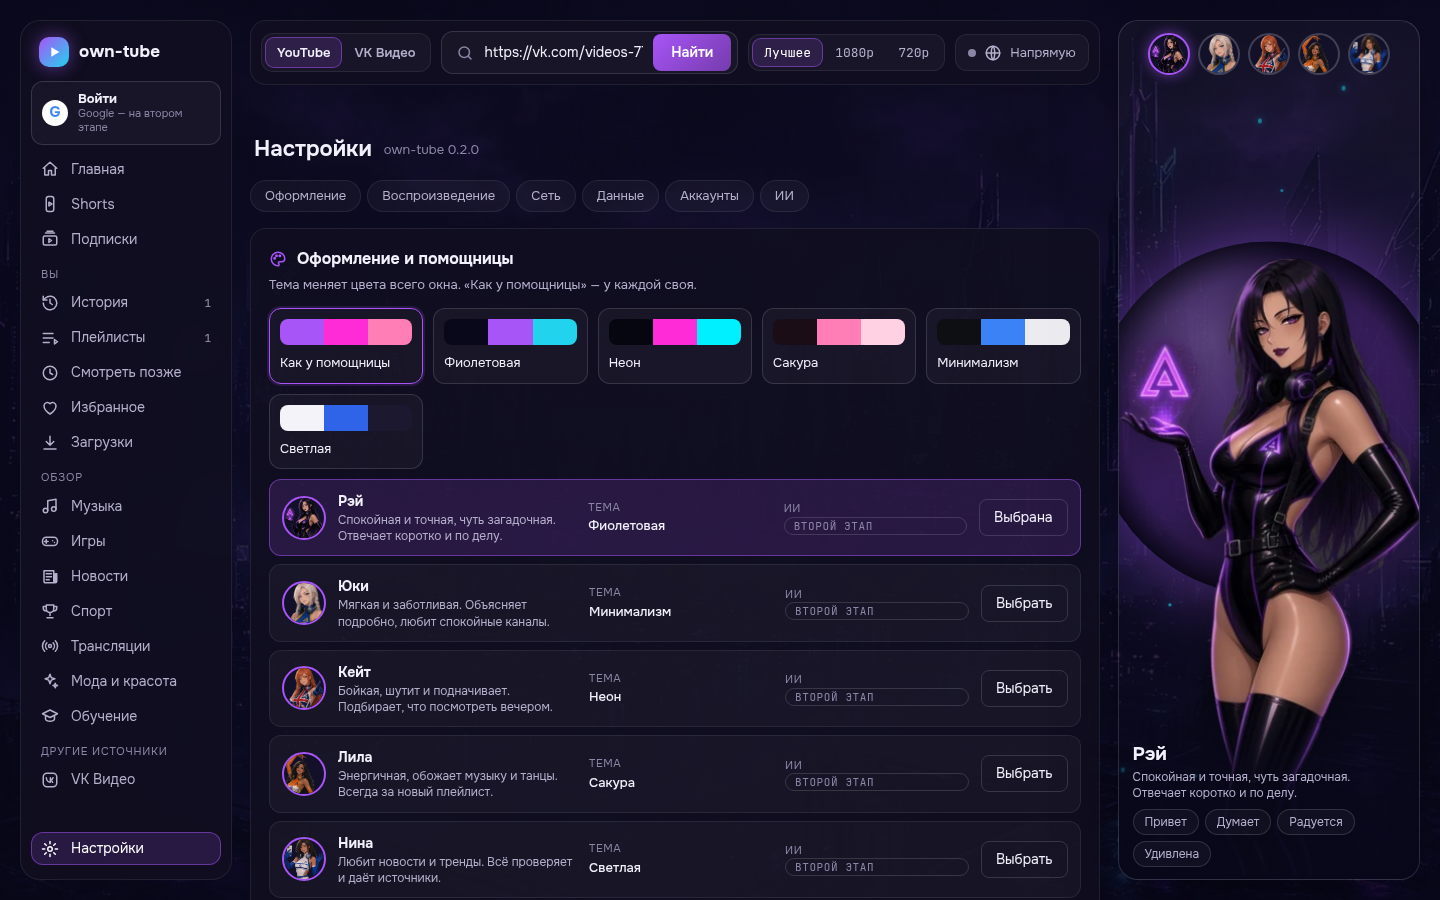 own-tube
G
Войти
Google — на втором
этапе
Главная
Shorts
Подписки
ВЫ
История 1
Плейлисты 1
Смотреть позже
Избранное
Загрузки
ОБЗОР
Музыка
Игры
Новости
Спорт
Трансляции
Мода и красота
Обучение
ДРУГИЕ ИСТОЧНИКИ
VK Видео
Настройки
YouTube VK Видео https://vk.com/videos-7 Найти Лучшее 1080p 720p Напрямую
Настройки own-tube 0.2.0
Оформление Воспроизведение Сеть Данные Аккаунты ИИ
Оформление и помощницы
Тема меняет цвета всего окна. «Как у помощницы» — у каждой своя.
Как у помощницы Фиолетовая Неон Сакура Минимализм
Светлая
Рэй
Спокойная и точная, чуть загадочная.
Отвечает коротко и по делу.
ТЕМА
Фиолетовая
ИИ
ВТОРОЙ ЭТАП
Выбрана
Юки
Мягкая и заботливая. Объясняет
подробно, любит спокойные каналы.
ТЕМА
Минимализм
ИИ
ВТОРОЙ ЭТАП
Выбрать
Кейт
Бойкая, шутит и подначивает.
Подбирает, что посмотреть вечером.
ТЕМА
Неон
ИИ
ВТОРОЙ ЭТАП
Выбрать
Лила
Энергичная, обожает музыку и танцы.
Всегда за новый плейлист.
ТЕМА
Сакура
ИИ
ВТОРОЙ ЭТАП
Выбрать
Нина
Любит новости и тренды. Всё проверяет
и даёт источники.
ТЕМА
Светлая
ИИ
ВТОРОЙ ЭТАП
Выбрать
Рэй
Спокойная и точная, чуть загадочная.
Отвечает коротко и по делу.
Привет Думает Радуется
Удивлена